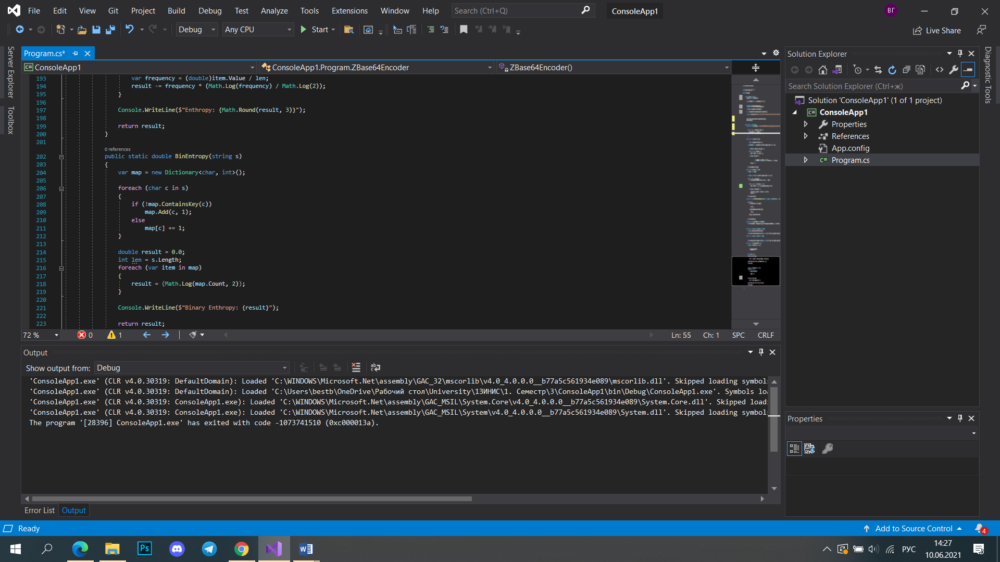 File Edit View Git Project Build Debug Test Analyze Tools Extensions Window Help Search (Ctrl+Q) ConsoleApp1 ВГ
Debug Any CPU Start Live Share
Server Explorer
Toolbox
Program.cs*
C# ConsoleApp1 ConsoleApp1.Program.ZBase64Encoder ZBase64Encoder()
193 var frequency = (double)item.Value / len;
194 result -= frequency * (Math.Log(frequency) / Math.Log(2));
195 }
196
197 Console.WriteLine($"Enthropy: {Math.Round(result, 3)}");
198
199 return result;
200 }
201
0 references
202 public static double BinEntropy(string s)
203 {
204 var map = new Dictionary<char, int>();
205
206 foreach (char c in s)
207 {
208 if (!map.ContainsKey(c))
209 map.Add(c, 1);
210 else
211 map[c] += 1;
212 }
213
214 double result = 0.0;
215 int len = s.Length;
216 foreach (var item in map)
217 {
218 result = (Math.Log(map.Count, 2));
219 }
220
221 Console.WriteLine($"Binary Enthropy: {result}");
222
223 return result;
72 % 0 1 Ln: 55 Ch: 1 SPC CRLF
Output
Show output from: Debug
'ConsoleApp1.exe' (CLR v4.0.30319: DefaultDomain): Loaded 'C:\WINDOWS\Microsoft.Net\assembly\GAC_32\mscorlib\v4.0_4.0.0.0__b77a5c561934e089\mscorlib.dll'. Skipped loading symbols
'ConsoleApp1.exe' (CLR v4.0.30319: DefaultDomain): Loaded 'C:\Users\bestb\OneDrive\Рабочий стол\University\1ЗИНИС\1. Семестр\3\ConsoleApp1\bin\Debug\ConsoleApp1.exe'. Symbols loa
'ConsoleApp1.exe' (CLR v4.0.30319: ConsoleApp1.exe): Loaded 'C:\WINDOWS\Microsoft.Net\assembly\GAC_MSIL\System.Core\v4.0_4.0.0.0__b77a5c561934e089\System.Core.dll'. Skipped loadi
'ConsoleApp1.exe' (CLR v4.0.30319: ConsoleApp1.exe): Loaded 'C:\WINDOWS\Microsoft.Net\assembly\GAC_MSIL\System\v4.0_4.0.0.0__b77a5c561934e089\System.dll'. Skipped loading symbols
The program '[28396] ConsoleApp1.exe' has exited with code -1073741510 (0xc000013a).
Error List Output
Solution Explorer
Search Solution Explorer (Ctrl+ж)
Solution 'ConsoleApp1' (1 of 1 project)
C# ConsoleApp1
Properties
References
App.config
C# Program.cs
Properties
Diagnostic Tools
Ready Add to Source Control 4
Ps W РУС 14:27
10.06.2021